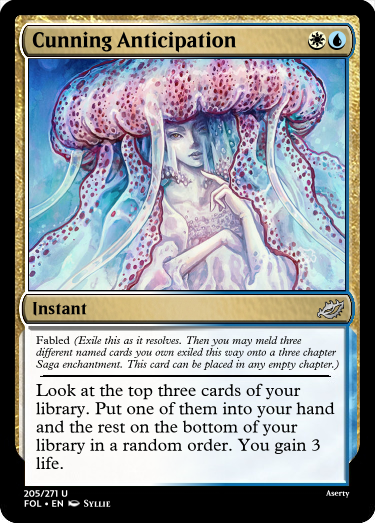 Cunning Anticipation
Instant
Fabled (Exile this as it resolves. Then you may meld three
different named cards you own exiled this way onto a three chapter
Saga enchantment. This card can be placed in any empty chapter.)
Look at the top three cards of your
library. Put one of them into your hand
and the rest on the bottom of your
library in a random order. You gain 3
life.
205/271 U
FOL • EN Syllie
Aserty